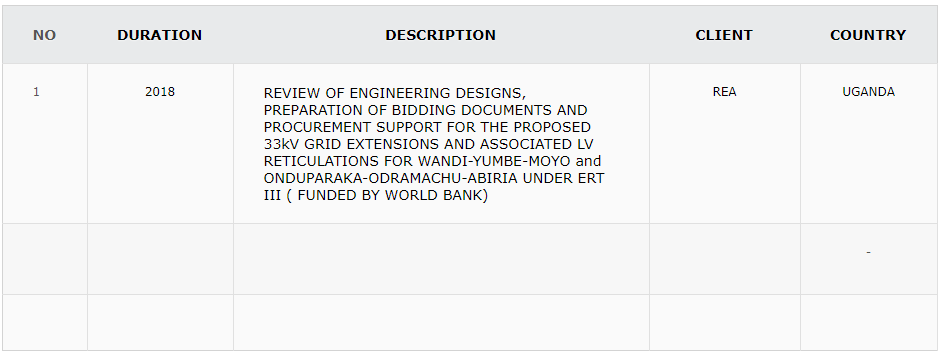 NO DURATION DESCRIPTION CLIENT COUNTRY
1 2018 REVIEW OF ENGINEERING DESIGNS, REA UGANDA
PREPARATION OF BIDDING DOCUMENTS AND
PROCUREMENT SUPPORT FOR THE PROPOSED
33kV GRID EXTENSIONS AND ASSOCIATED LV
RETICULATIONS FOR WANDI-YUMBE-MOYO and
ONDUPARAKA-ODRAMACHU-ABIRIA UNDER ERT
III ( FUNDED BY WORLD BANK)
-